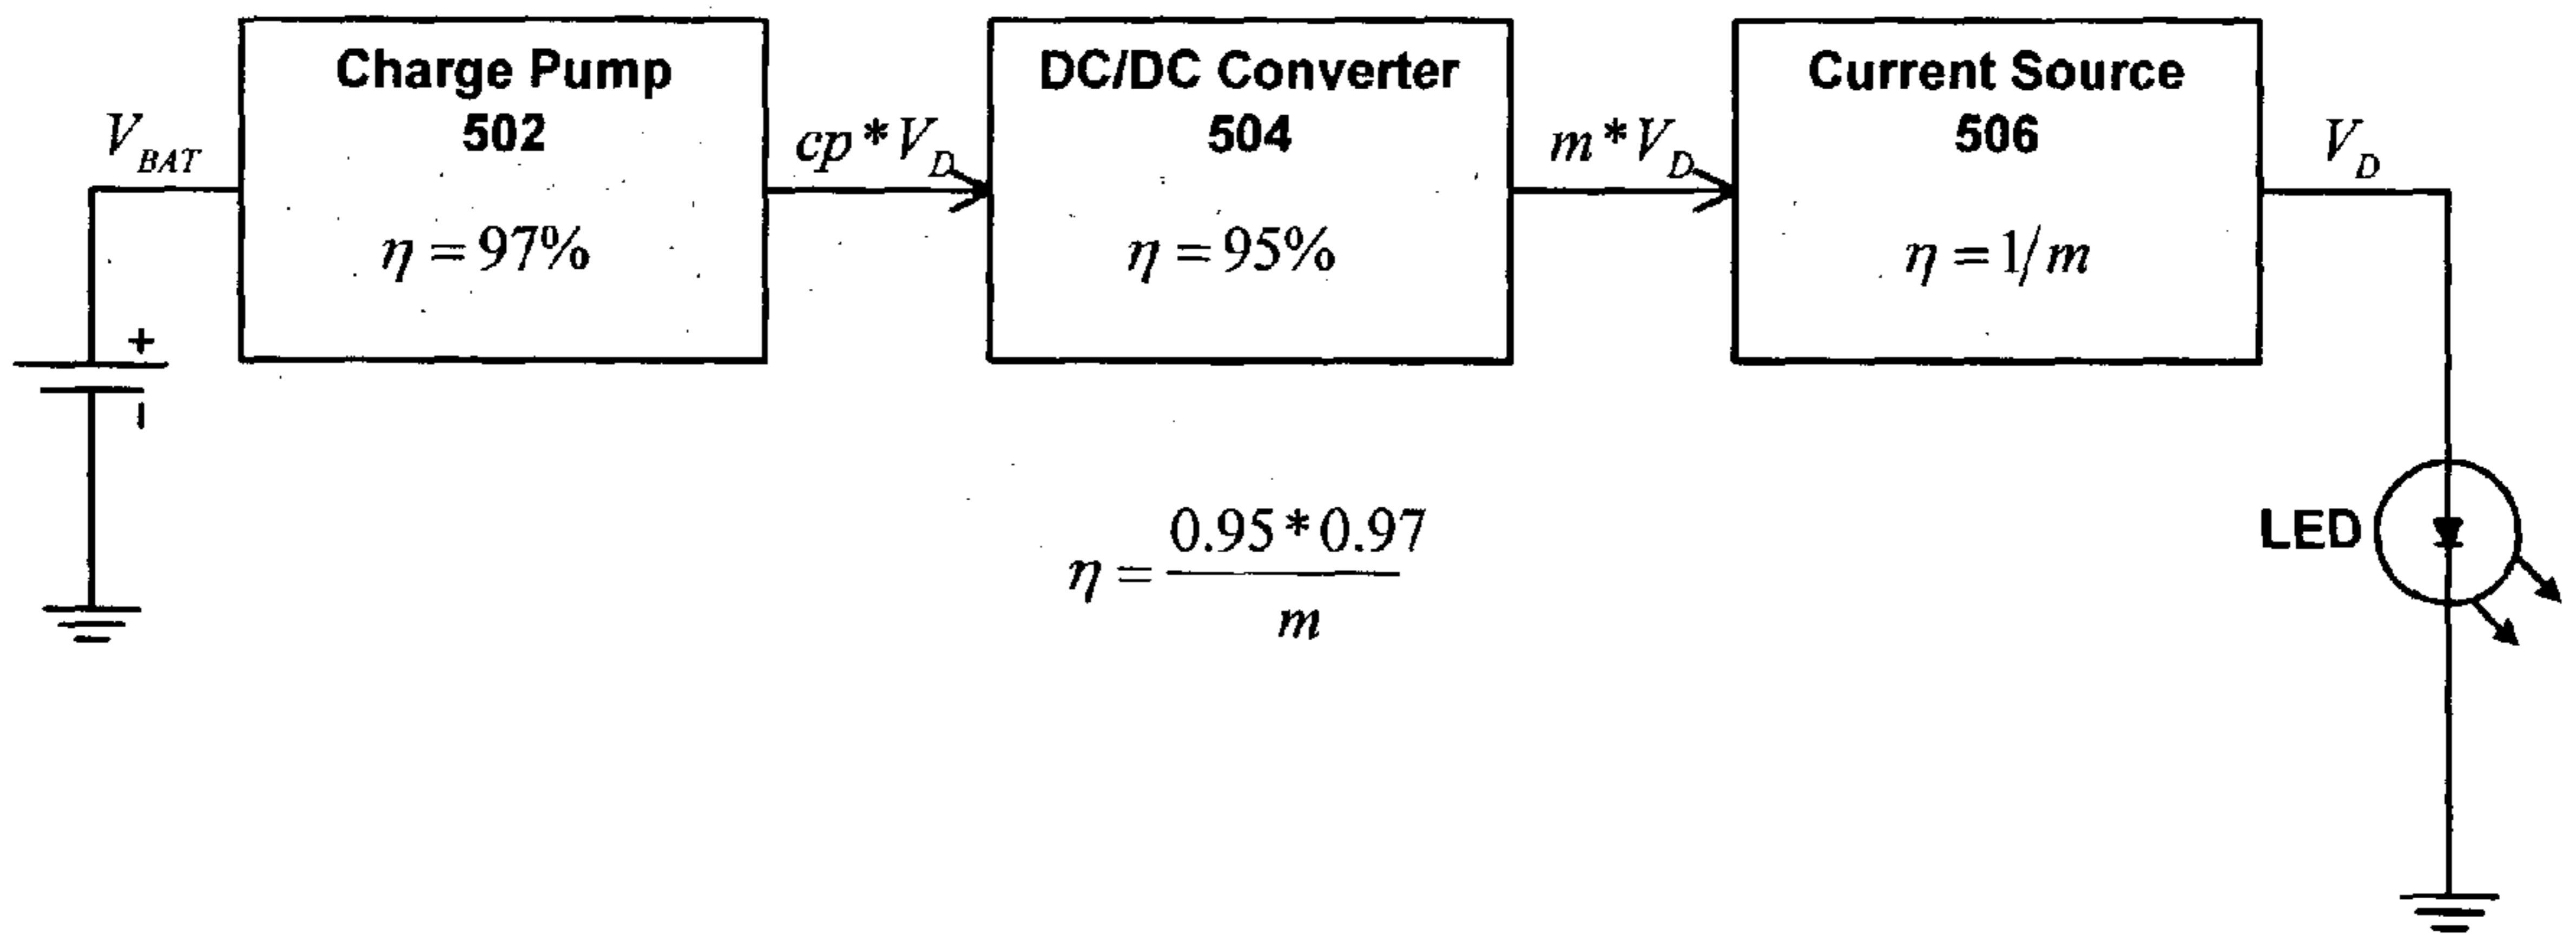 Charge Pump
502
η = 97%
DC/DC Converter
504
η = 95%
Current Source
506
η = 1/m
V_BAT
cp*V_D
m*V_D
V_D
+
−
LED
η = 0.95*0.97 / m